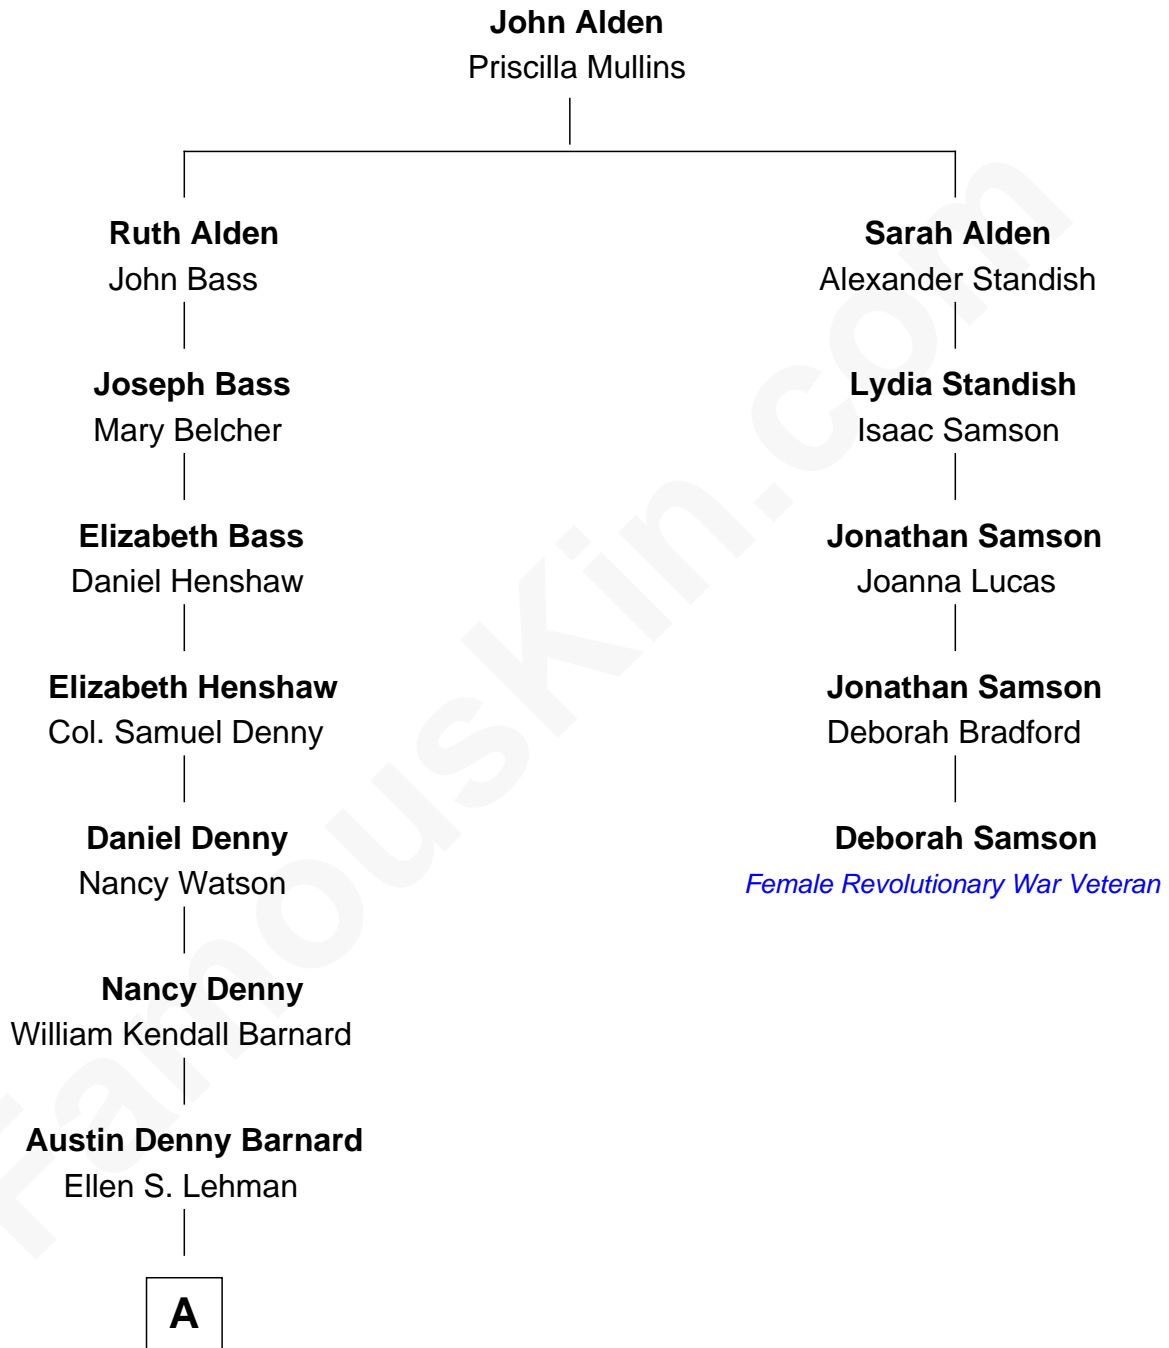 John Alden
Priscilla Mullins
Ruth Alden
John Bass
Sarah Alden
Alexander Standish
Joseph Bass
Mary Belcher
Lydia Standish
Isaac Samson
Elizabeth Bass
Daniel Henshaw
Jonathan Samson
Joanna Lucas
Elizabeth Henshaw
Col. Samuel Denny
Jonathan Samson
Deborah Bradford
Daniel Denny
Nancy Watson
Deborah Samson
Female Revolutionary War Veteran
Nancy Denny
William Kendall Barnard
Austin Denny Barnard
Ellen S. Lehman
A
FamousKin.com